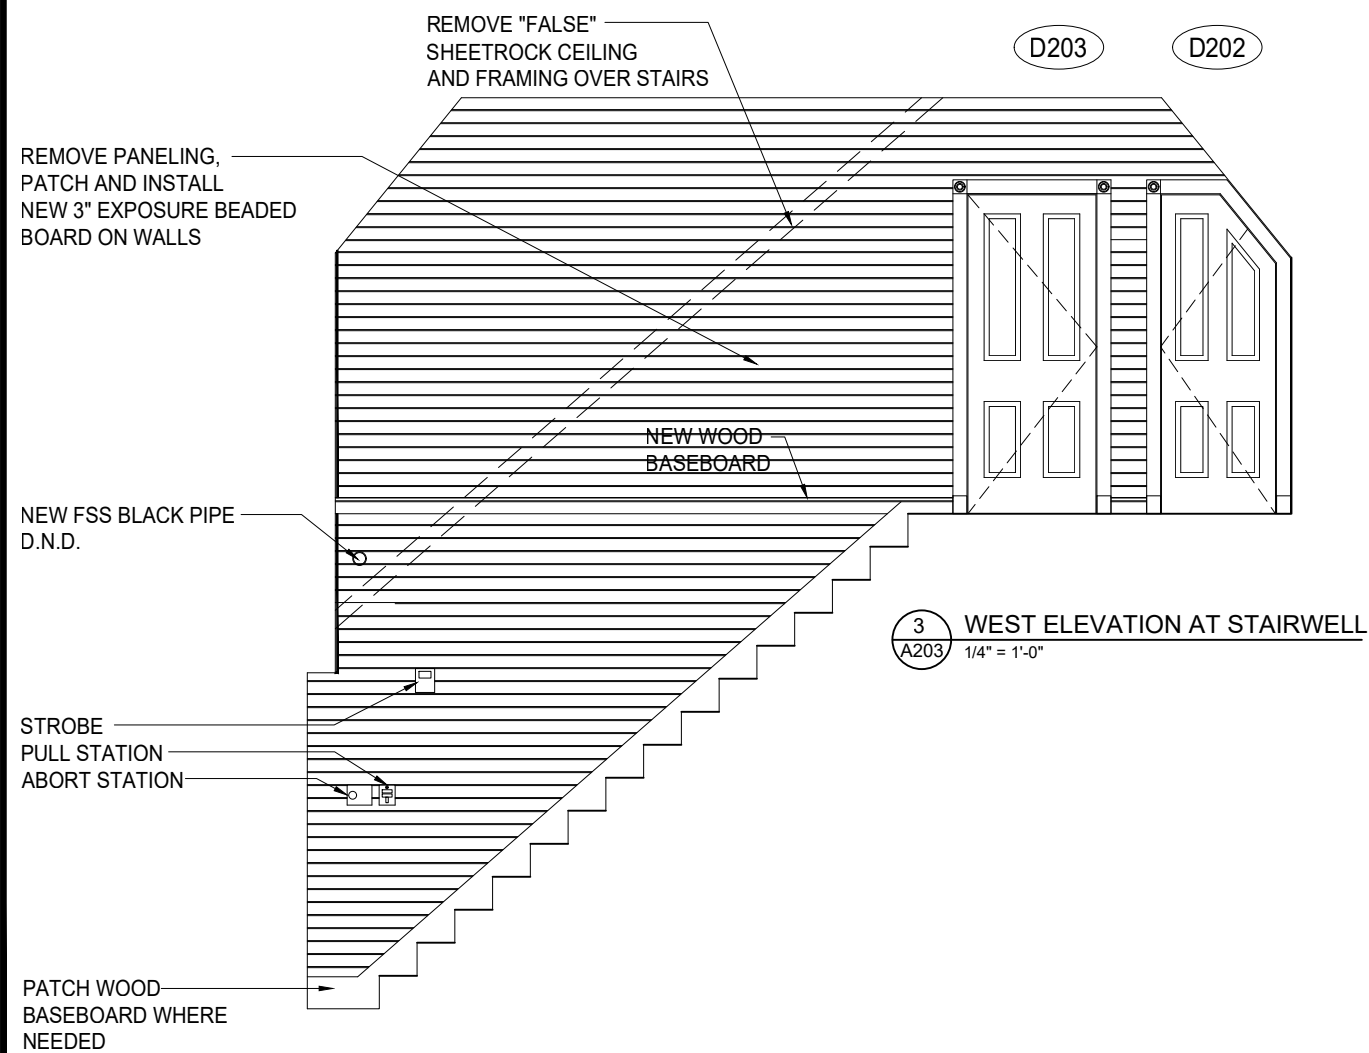 REMOVE "FALSE"
SHEETROCK CEILING
AND FRAMING OVER STAIRS
D203
D202
REMOVE PANELING,
PATCH AND INSTALL
NEW 3" EXPOSURE BEADED
BOARD ON WALLS
NEW WOOD
BASEBOARD
NEW FSS BLACK PIPE
D.N.D.
3
A203
WEST ELEVATION AT STAIRWELL
1/4" = 1'-0"
STROBE
PULL STATION
ABORT STATION
PATCH WOOD
BASEBOARD WHERE
NEEDED